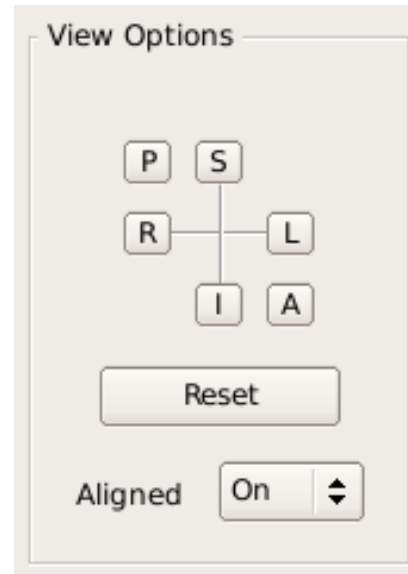 View Options
P S
R L
I A
Reset
Aligned On